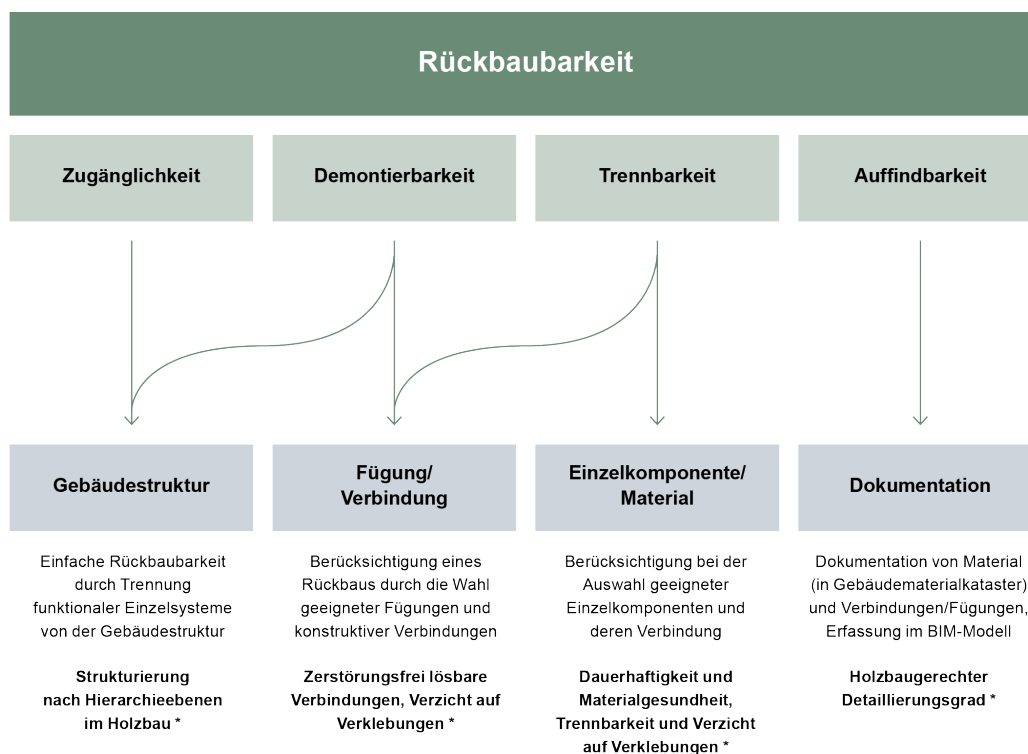 Rückbaubarkeit
Zugänglichkeit
Demontierbarkeit
Trennbarkeit
Auffindbarkeit
Gebäudestruktur
Fügung/
Verbindung
Einzelkomponente/
Material
Dokumentation
Einfache Rückbaubarkeit
durch Trennung
funktionaler Einzelsysteme
von der Gebäudestruktur
Strukturierung
nach Hierarchieebenen
im Holzbau *
Berücksichtigung eines
Rückbaus durch die Wahl
geeigneter Fügungen und
konstruktiver Verbindungen
Zerstörungsfrei lösbare
Verbindungen, Verzicht auf
Verklebungen *
Berücksichtigung bei der
Auswahl geeigneter
Einzelkomponenten und
deren Verbindung
Dauerhaftigkeit und
Materialgesundheit,
Trennbarkeit und Verzicht
auf Verklebungen *
Dokumentation von Material
(in Gebäudematerialkataster)
und Verbindungen/Fügungen,
Erfassung im BIM-Modell
Holzbaugerechter
Detaillierungsgrad *